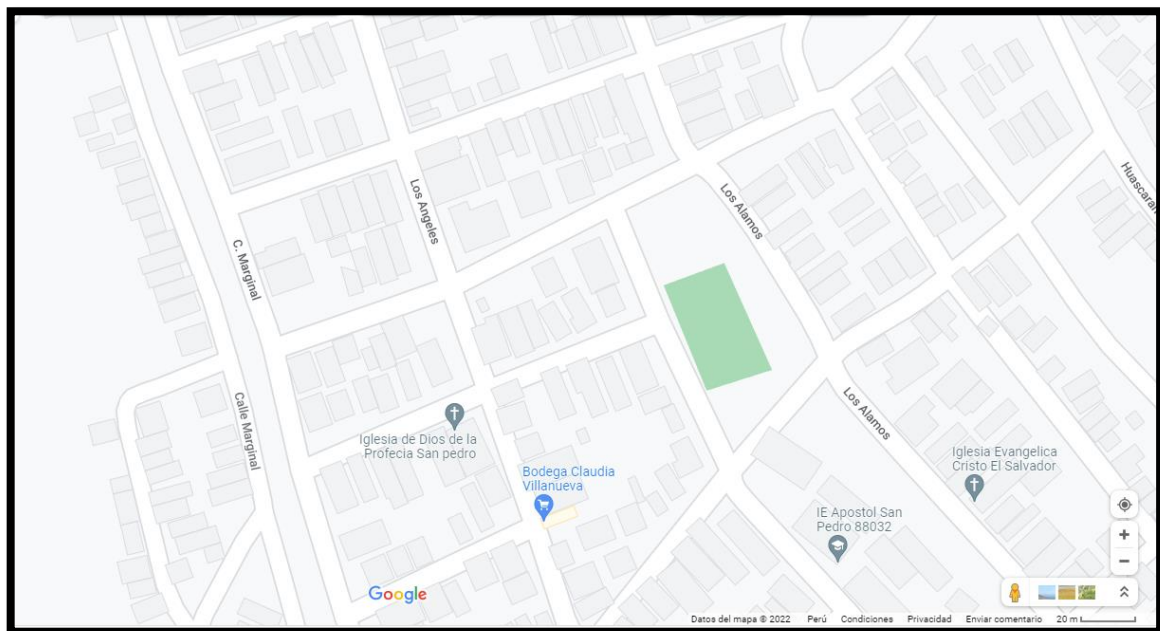 Los Angeles
Los Alamos
Huascaran
C. Marginal
Calle Marginal
Iglesia de Dios de la
Profecia San pedro
Los Alamos
Bodega Claudia
Villanueva
Iglesia Evangelica
Cristo El Salvador
IE Apostol San
Pedro 88032
Google
Datos del mapa © 2022 Perú Condiciones Privacidad Enviar comentario 20 m